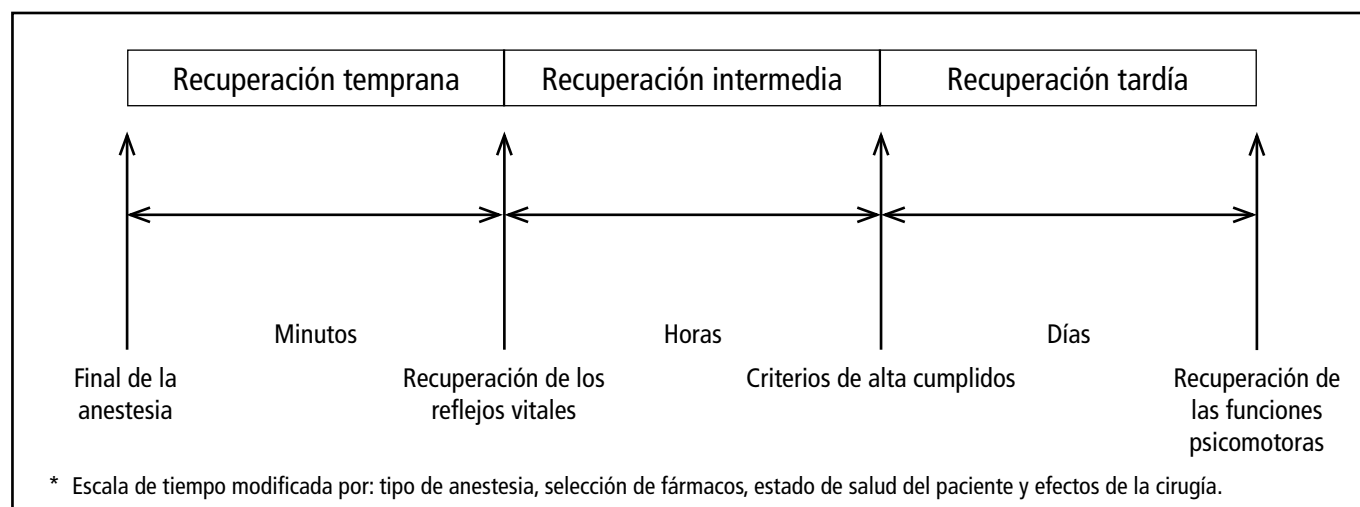 Recuperación temprana
Recuperación intermedia
Recuperación tardía
Minutos
Horas
Días
Final de la
anestesia
Recuperación de los
reflejos vitales
Criterios de alta cumplidos
Recuperación de
las funciones
psicomotoras
* Escala de tiempo modificada por: tipo de anestesia, selección de fármacos, estado de salud del paciente y efectos de la cirugía.